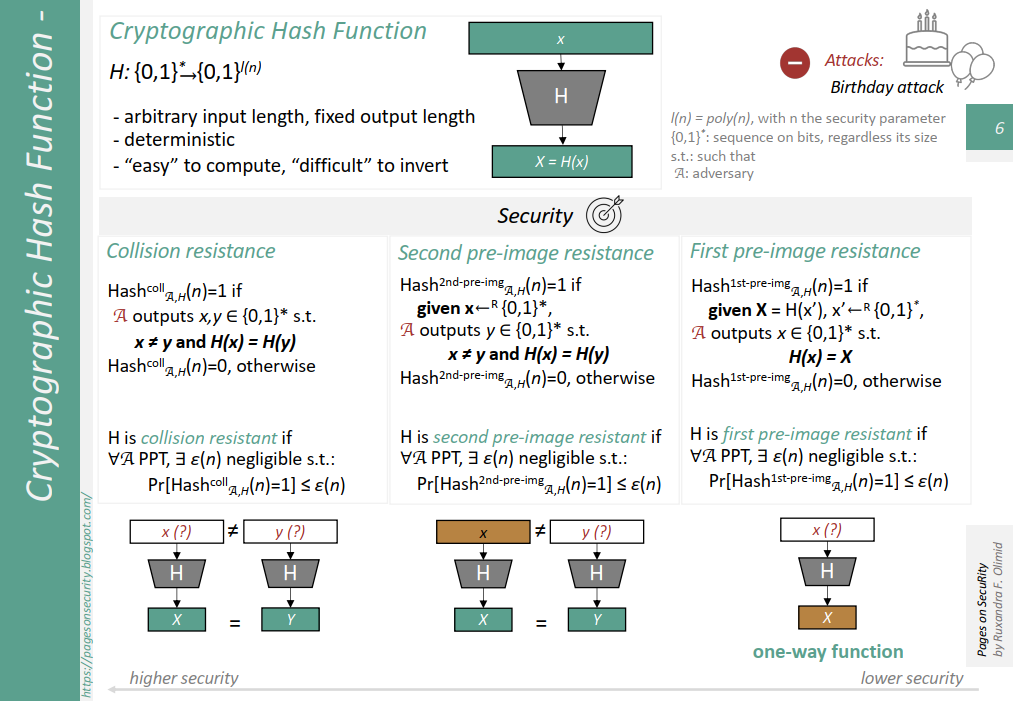 Cryptographic Hash Function -
https://pagesonsecurity.blogspot.com/
Cryptographic Hash Function
H: {0,1}*→{0,1}l(n)
- arbitrary input length, fixed output length
- deterministic
- “easy” to compute, “difficult” to invert
x
H
X = H(x)
Attacks:
Birthday attack
l(n) = poly(n), with n the security parameter
{0,1}*: sequence on bits, regardless its size
s.t.: such that
𝒜: adversary
6
Security
Collision resistance
Hashcoll𝒜,H(n)=1 if
𝒜 outputs x,y ∈ {0,1}* s.t.
x ≠ y and H(x) = H(y)
Hashcoll𝒜,H(n)=0, otherwise
H is collision resistant if
∀𝒜 PPT, ∃ ε(n) negligible s.t.:
Pr[Hashcoll𝒜,H(n)=1] ≤ ε(n)
Second pre-image resistance
Hash2nd-pre-img𝒜,H(n)=1 if
given x←R {0,1}*,
𝒜 outputs y ∈ {0,1}* s.t.
x ≠ y and H(x) = H(y)
Hash2nd-pre-img𝒜,H(n)=0, otherwise
H is second pre-image resistant if
∀𝒜 PPT, ∃ ε(n) negligible s.t.:
Pr[Hash2nd-pre-img𝒜,H(n)=1] ≤ ε(n)
First pre-image resistance
Hash1st-pre-img𝒜,H(n)=1 if
given X = H(x’), x’←R {0,1}*,
𝒜 outputs x ∈ {0,1}* s.t.
H(x) = X
Hash1st-pre-img𝒜,H(n)=0, otherwise
H is first pre-image resistant if
∀𝒜 PPT, ∃ ε(n) negligible s.t.:
Pr[Hash1st-pre-img𝒜,H(n)=1] ≤ ε(n)
x (?) ≠ y (?)
H H
X = Y
x ≠ y (?)
H H
X = Y
x (?)
H
X
one-way function
higher security
lower security
Pages on SecuRity
by Ruxandra F. Olimid